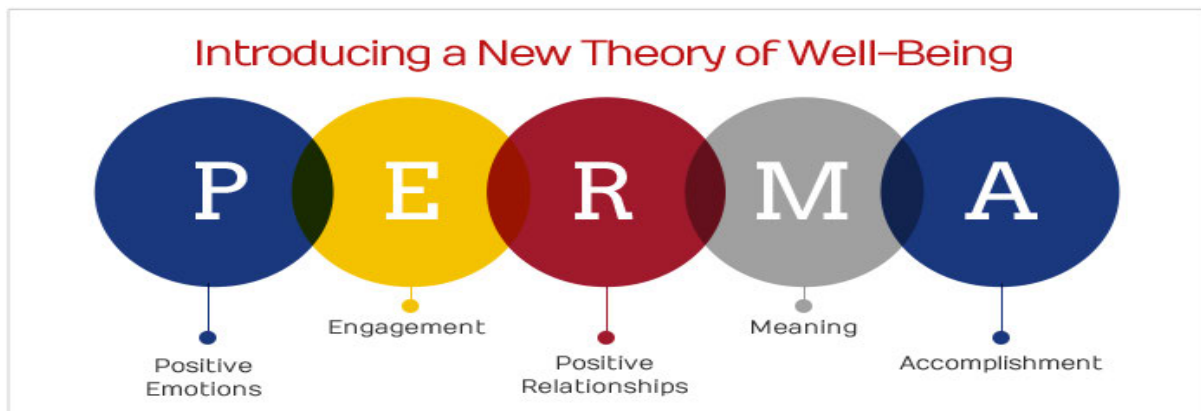 Introducing a New Theory of Well-Being
P E R M A
Positive
Emotions
Engagement
Positive
Relationships
Meaning
Accomplishment